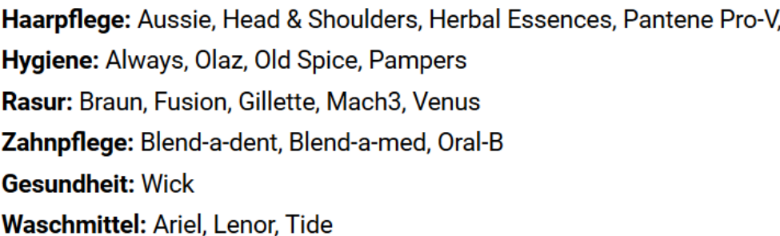 Haarpflege: Aussie, Head & Shoulders, Herbal Essences, Pantene Pro-V,
Hygiene: Always, Olaz, Old Spice, Pampers
Rasur: Braun, Fusion, Gillette, Mach3, Venus
Zahnpflege: Blend-a-dent, Blend-a-med, Oral-B
Gesundheit: Wick
Waschmittel: Ariel, Lenor, Tide